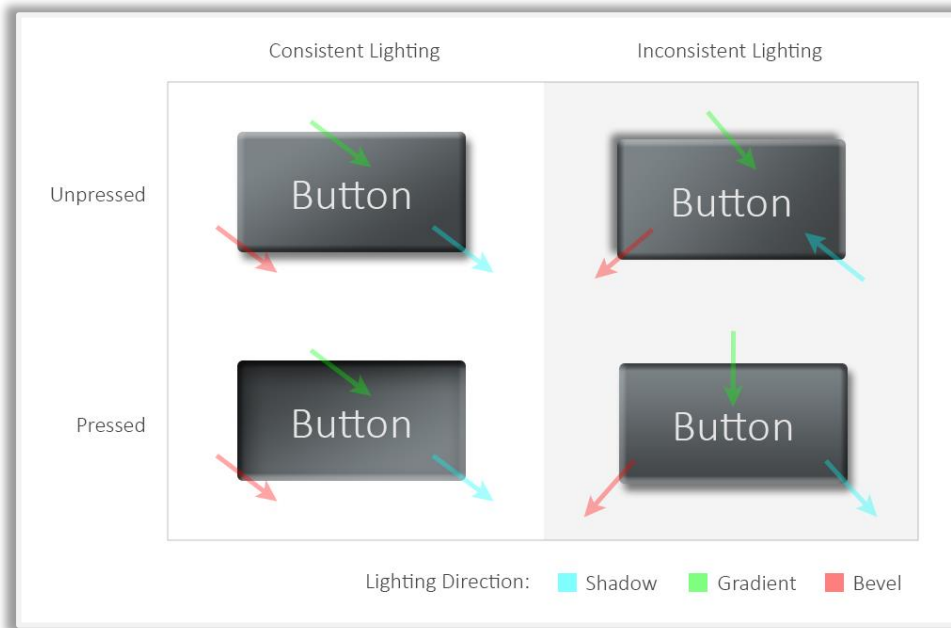 Consistent Lighting
Inconsistent Lighting
Unpressed
Button
Button
Pressed
Button
Button
Lighting Direction: Shadow Gradient Bevel